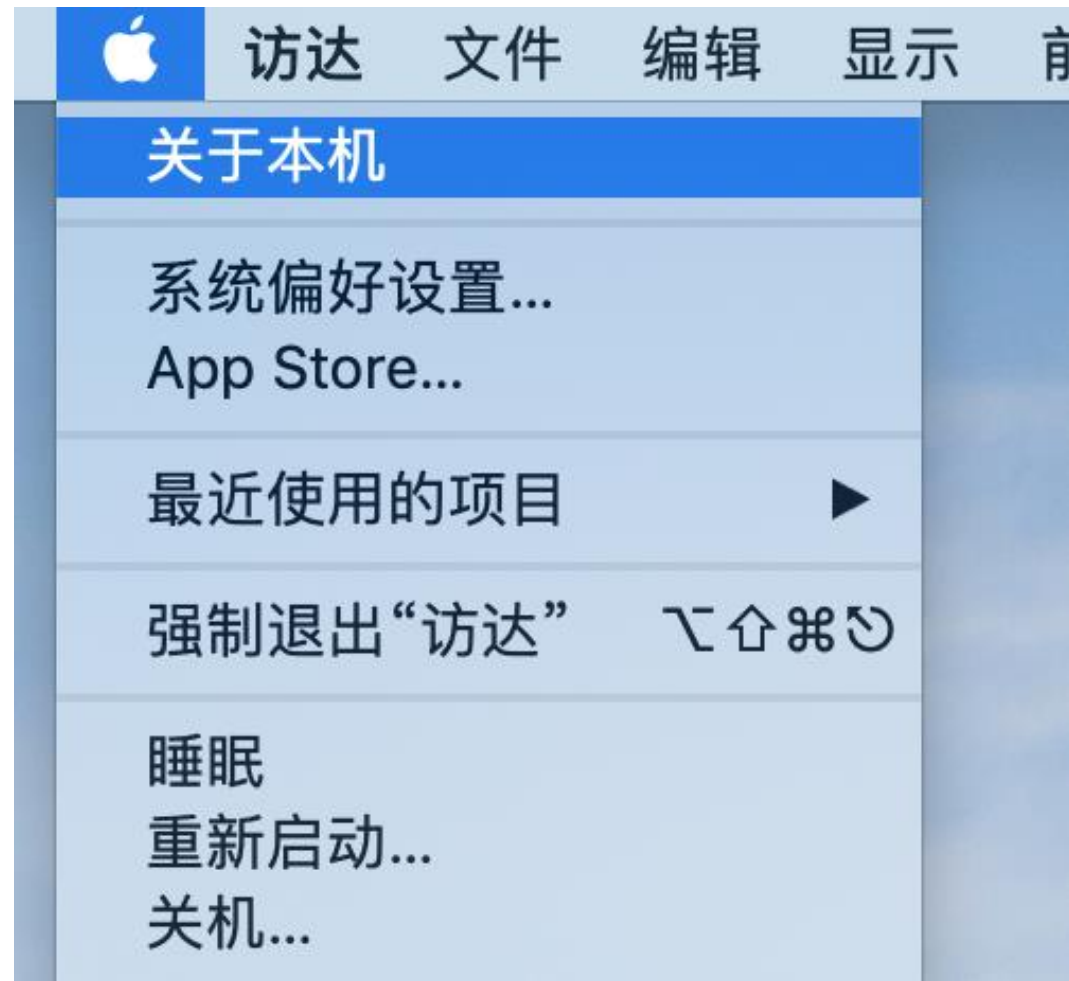 访达 文件 编辑 显示
关于本机
系统偏好设置...
App Store...
最近使用的项目 ▶
强制退出“访达” ⌥⇧⌘⎋
睡眠
重新启动...
关机...